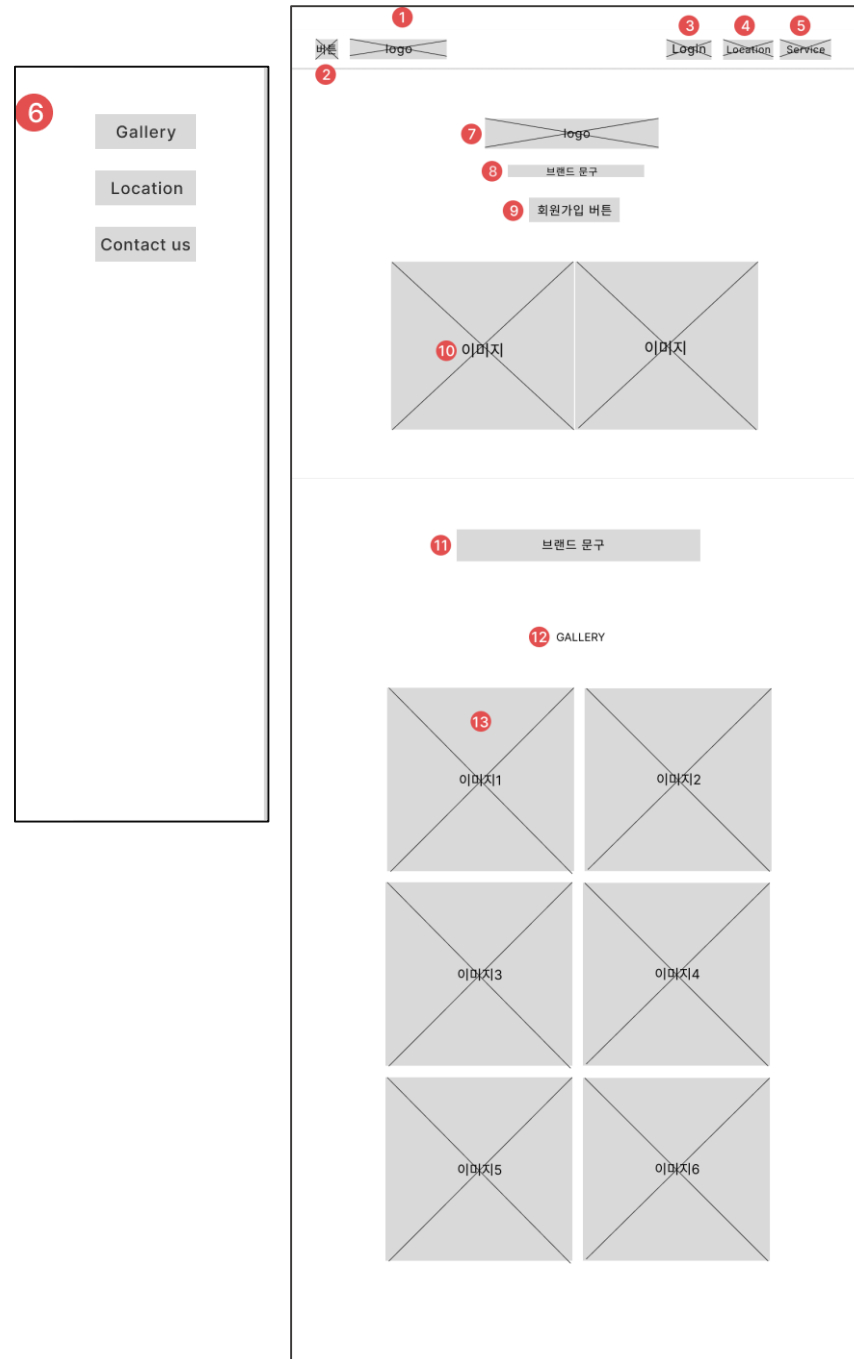 6
Gallery
Location
Contact us
1
버튼
logo
2
3
4
5
Login
Location
Service
7
logo
8
브랜드 문구
9
회원가입 버튼
10
이미지
이미지
11
브랜드 문구
12
GALLERY
13
이미지1
이미지2
이미지3
이미지4
이미지5
이미지6